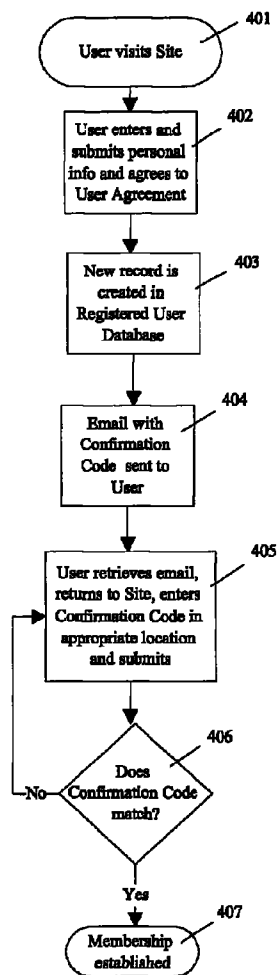 401
User visits Site
402
User enters and
submits personal
info and agrees to
User Agreement
403
New record is
created in
Registered User
Database
404
Email with
Confirmation
Code sent to
User
405
User retrieves email,
returns to Site, enters
Confirmation Code in
appropriate location
and submits
406
Does
Confirmation Code
match?
No
Yes
407
Membership
established